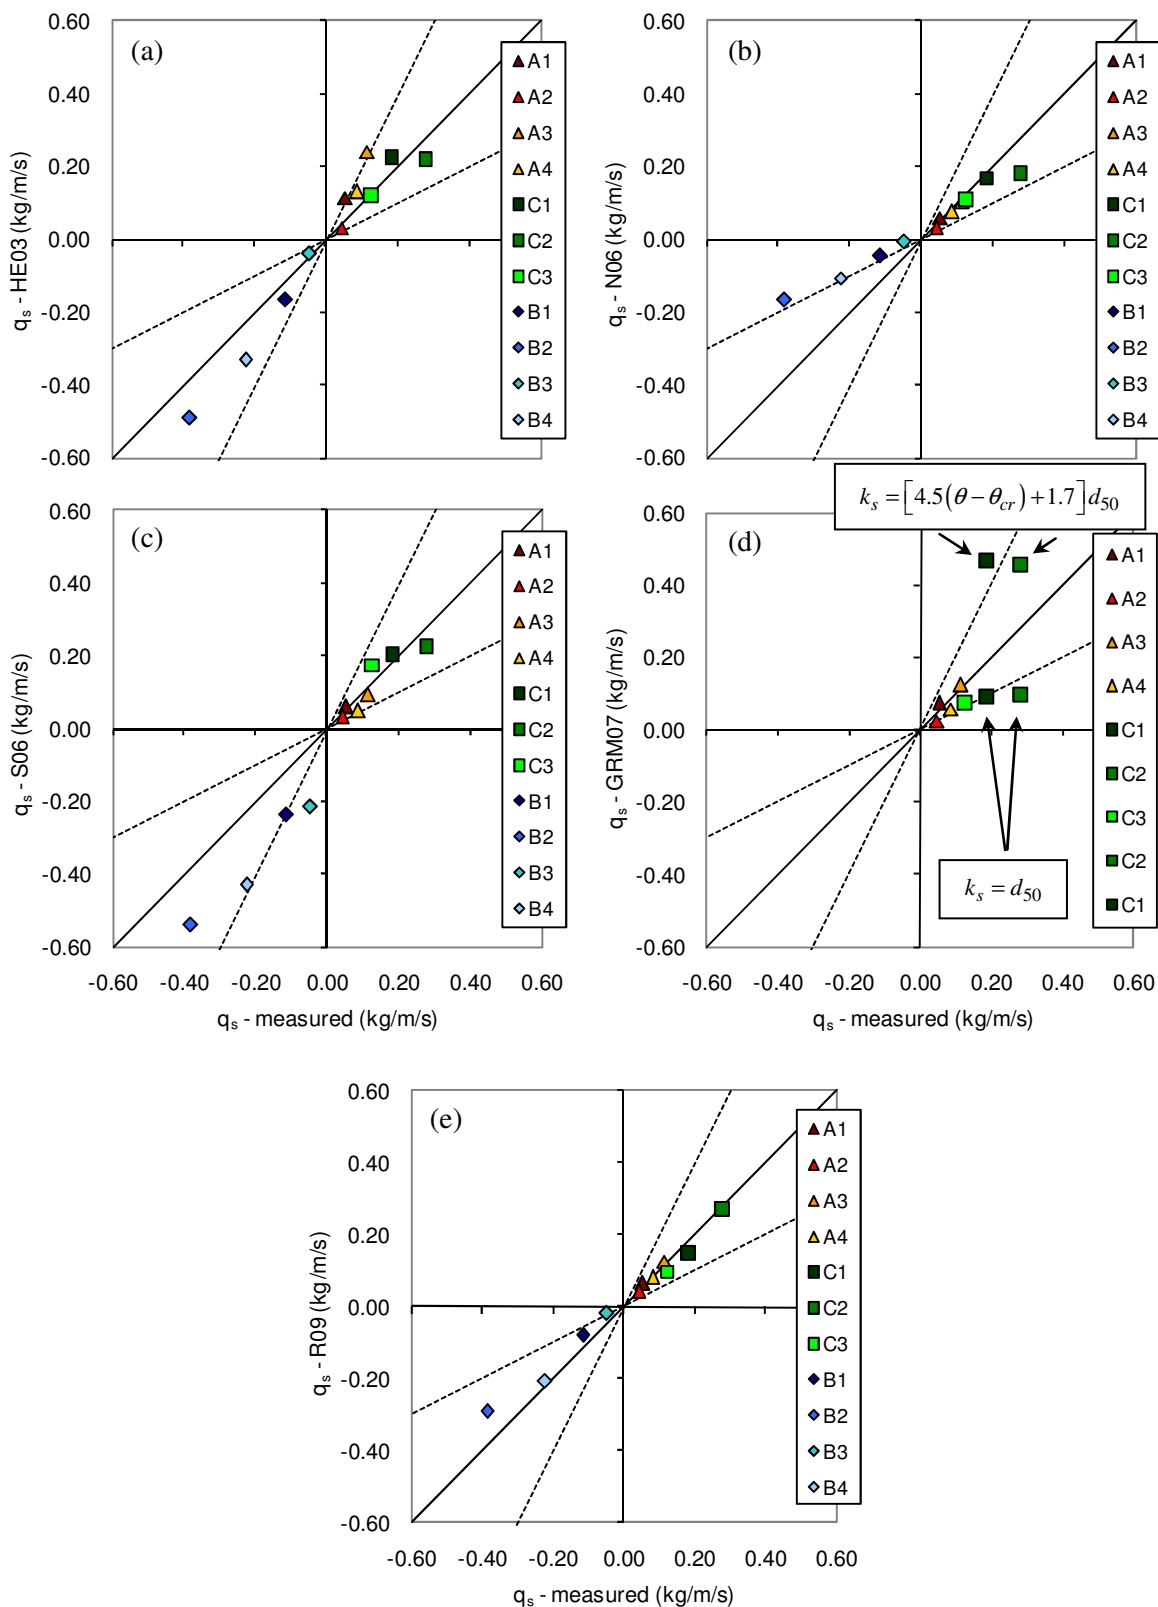 (a)
0.60
0.40
0.20
0.00
-0.20
-0.40
-0.60
qs - HE03 (kg/m/s)
A1
A2
A3
A4
C1
C2
C3
B1
B2
B3
B4
(b)
0.60
0.40
0.20
0.00
-0.20
-0.40
-0.60
qs - N06 (kg/m/s)
A1
A2
A3
A4
C1
C2
C3
B1
B2
B3
B4
(c)
0.60
0.40
0.20
0.00
-0.20
-0.40
-0.60
qs - S06 (kg/m/s)
A1
A2
A3
A4
C1
C2
C3
B1
B2
B3
B4
-0.60 -0.40 -0.20 0.00 0.20 0.40 0.60
qs - measured (kg/m/s)
ks = [4.5(θ − θcr) + 1.7] d50
(d)
0.60
0.40
0.20
0.00
-0.20
-0.40
-0.60
qs - GRM07 (kg/m/s)
A1
A2
A3
A4
C1
C2
C3
C2
C1
ks = d50
-0.60 -0.40 -0.20 0.00 0.20 0.40 0.60
qs - measured (kg/m/s)
(e)
0.60
0.40
0.20
0.00
-0.20
-0.40
-0.60
qs - R09 (kg/m/s)
A1
A2
A3
A4
C1
C2
C3
B1
B2
B3
B4
-0.60 -0.40 -0.20 0.00 0.20 0.40 0.60
qs - measured (kg/m/s)